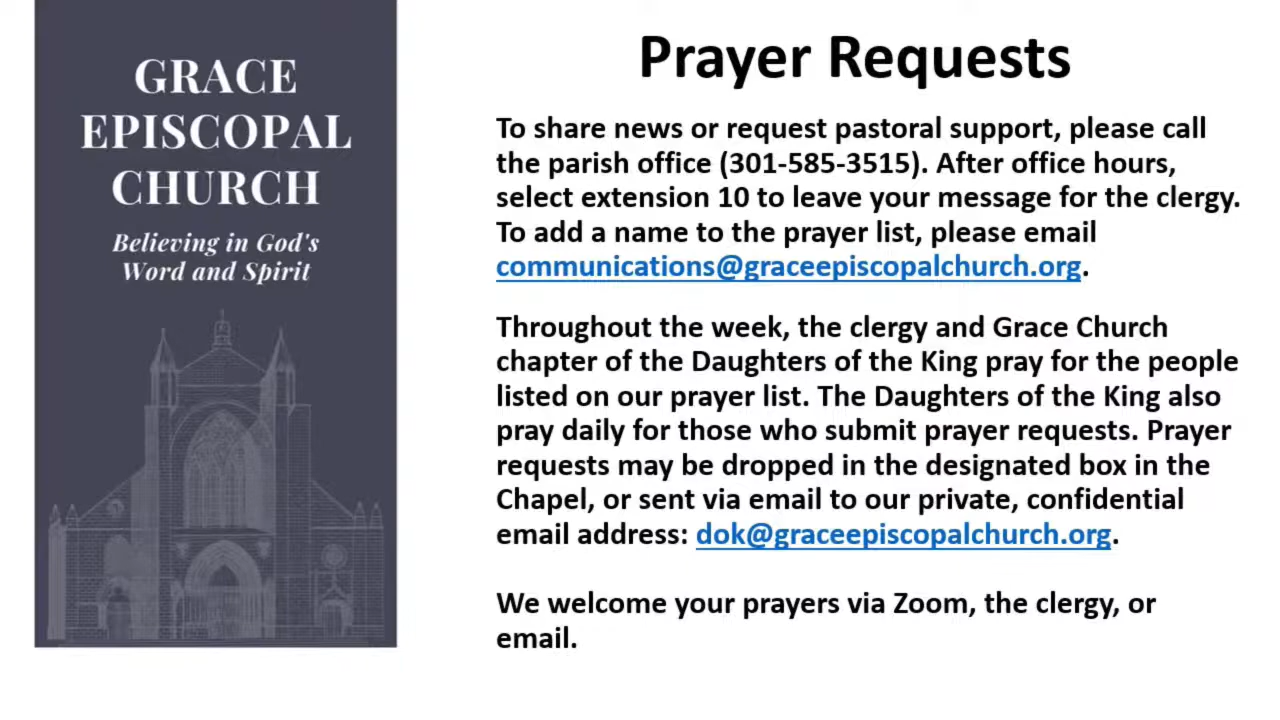 GRACE
EPISCOPAL
CHURCH
Believing in God's
Word and Spirit
Prayer Requests
To share news or request pastoral support, please call
the parish office (301-585-3515). After office hours,
select extension 10 to leave your message for the clergy.
To add a name to the prayer list, please email
communications@graceepiscopalchurch.org.
Throughout the week, the clergy and Grace Church
chapter of the Daughters of the King pray for the people
listed on our prayer list. The Daughters of the King also
pray daily for those who submit prayer requests. Prayer
requests may be dropped in the designated box in the
Chapel, or sent via email to our private, confidential
email address: dok@graceepiscopalchurch.org.
We welcome your prayers via Zoom, the clergy, or
email.